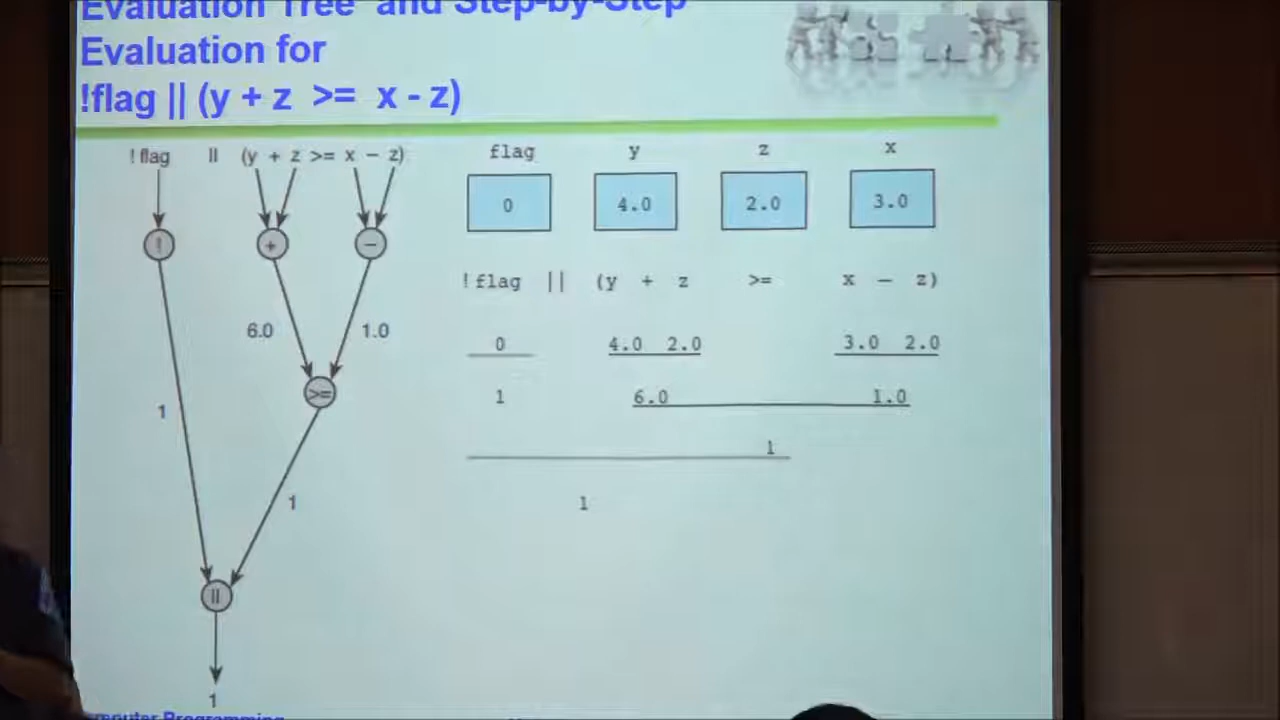 Evaluation Tree and Step-by-Step
Evaluation for
!flag || (y + z >= x - z)
!flag || (y + z >= x - z)
! + -
6.0 1.0
>=
1
1
||
1
flag y z x
0 4.0 2.0 3.0
!flag || (y + z >= x - z)
0 4.0 2.0 3.0 2.0
1 6.0 1.0
1
1
Computer Programming